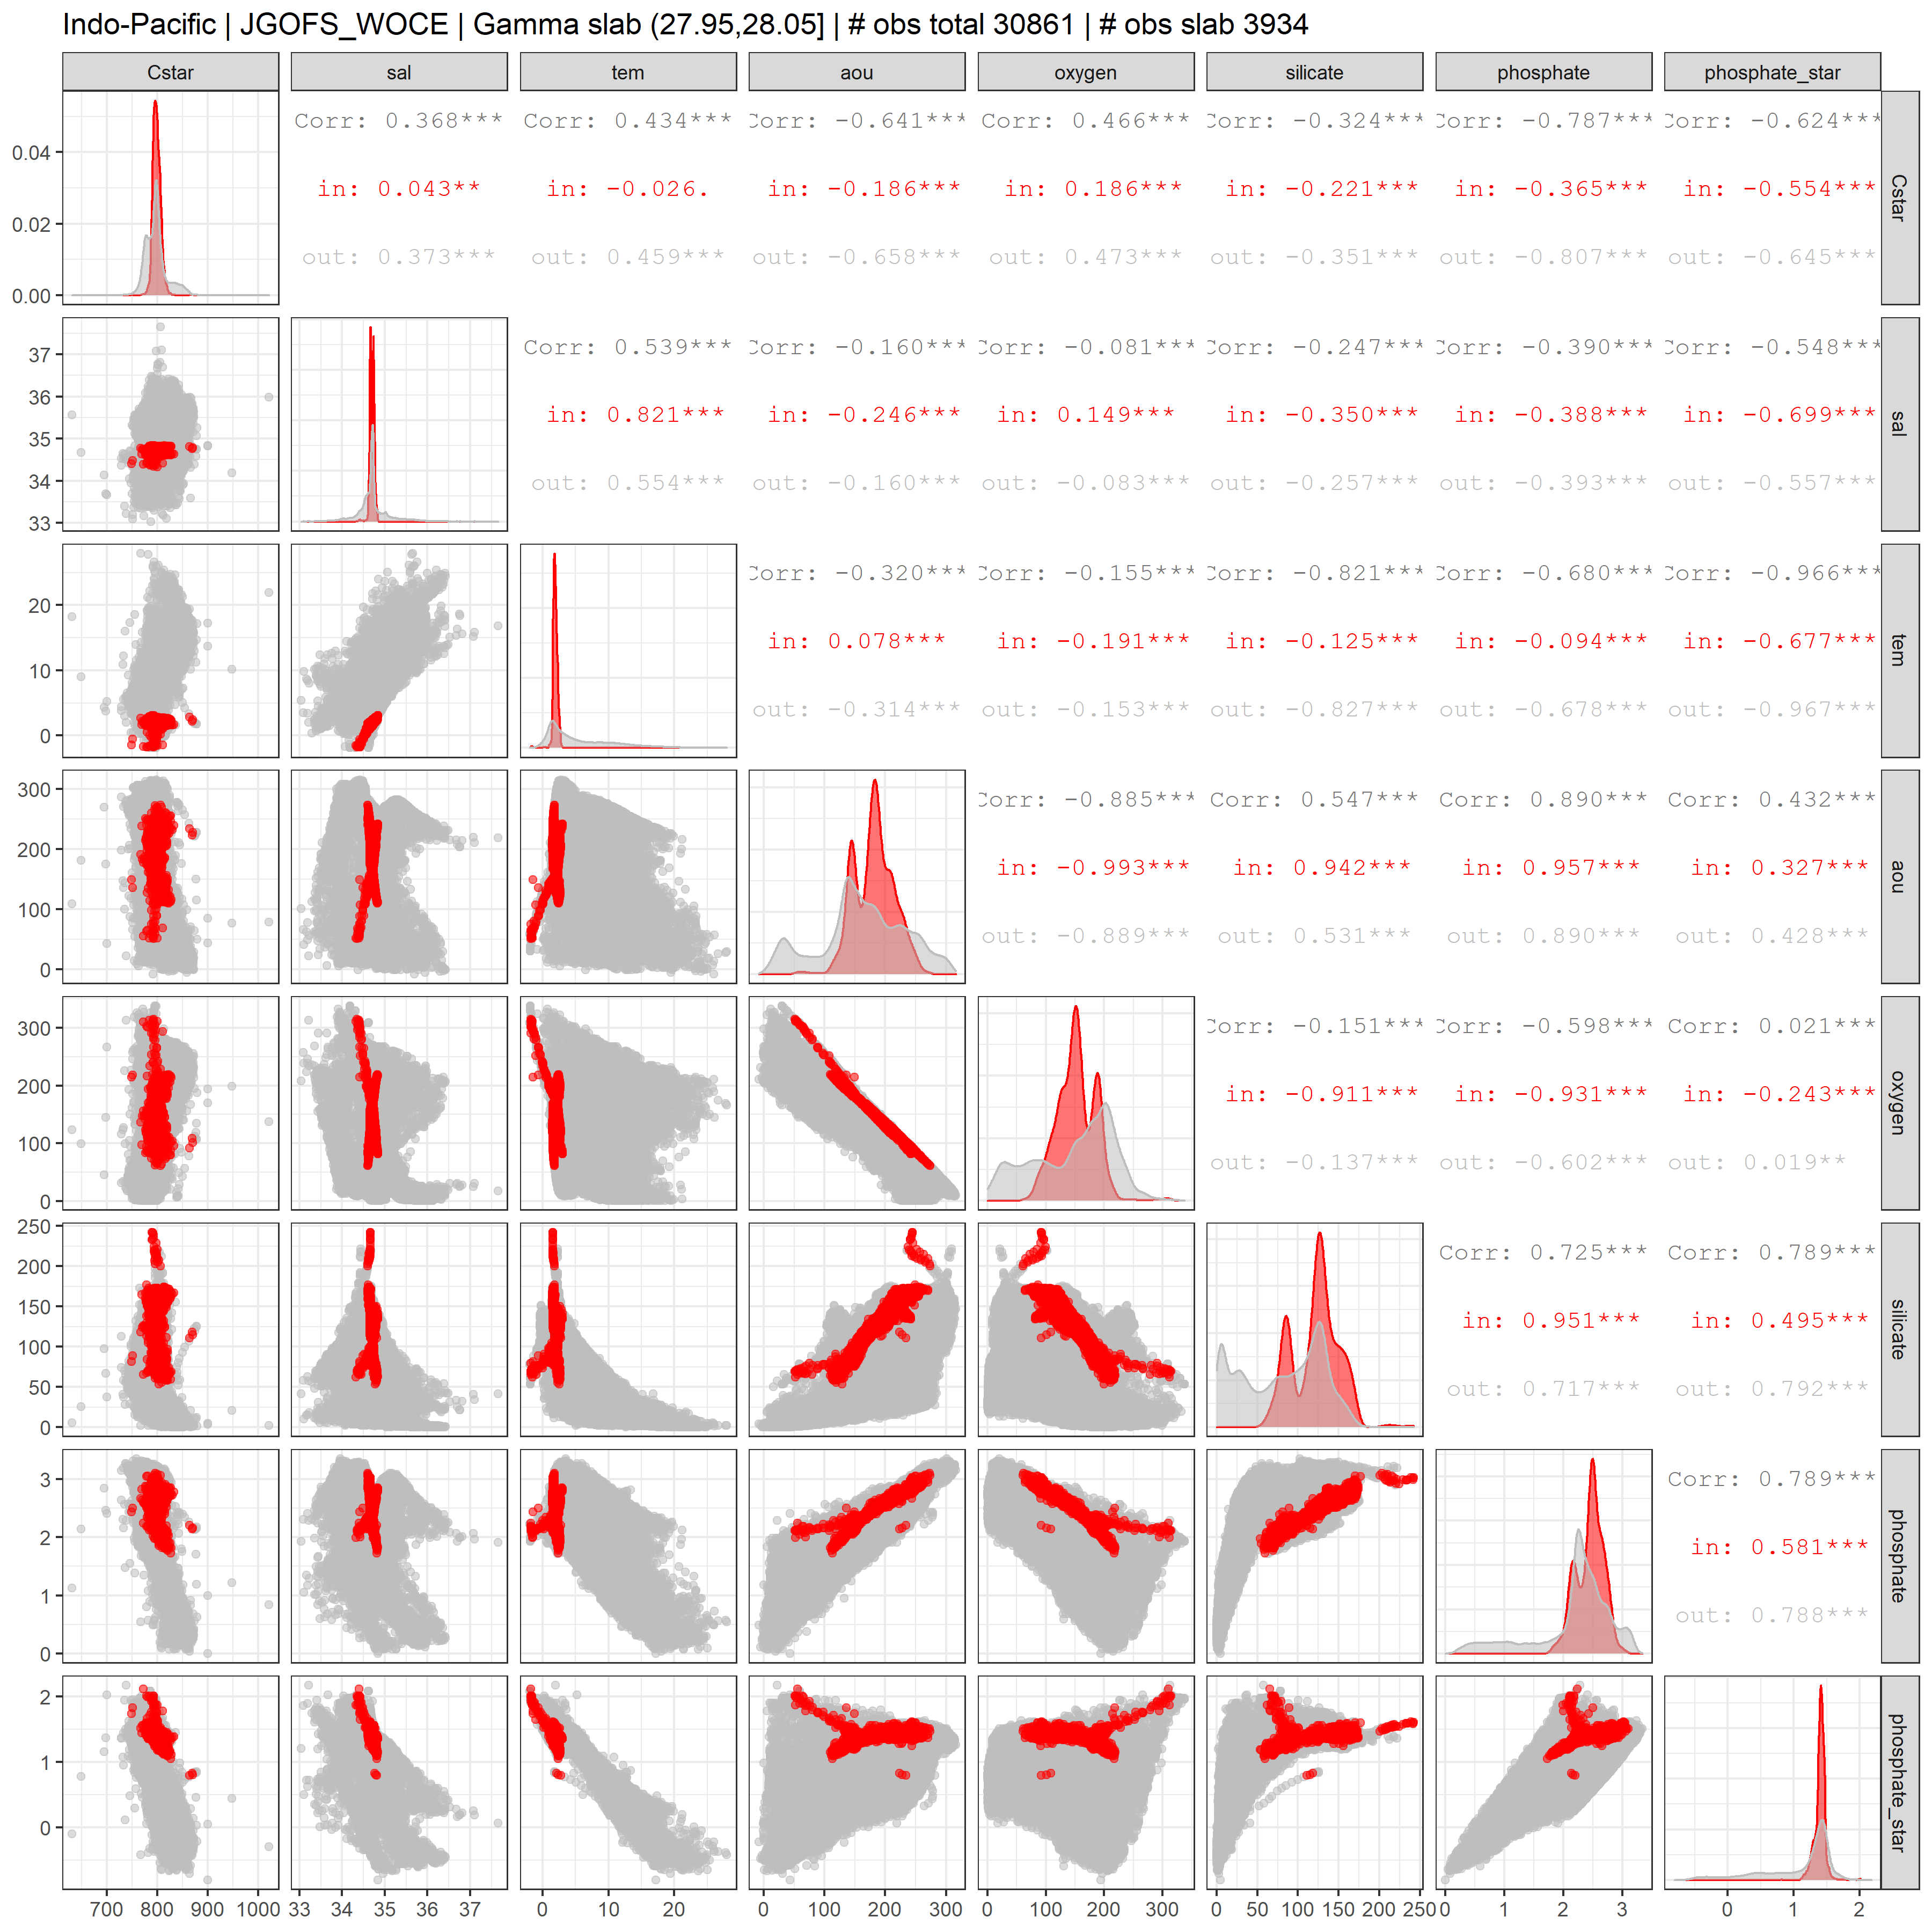 Indo-Pacific | JGOFS_WOCE | Gamma slab (27.95,28.05] | # obs total 30861 | # obs slab 3934
Cstar sal tem aou oxygen silicate phosphate phosphate_star
Corr: 0.368*** Corr: 0.434*** Corr: -0.641*** Corr: 0.466*** Corr: -0.324*** Corr: -0.787*** Corr: -0.624***
0.04
in: 0.043** in: -0.026. in: -0.186*** in: 0.186*** in: -0.221*** in: -0.365*** in: -0.554*** Cstar
0.02
out: 0.373*** out: 0.459*** out: -0.658*** out: 0.473*** out: -0.351*** out: -0.807*** out: -0.645***
0.00
37 Corr: 0.539*** Corr: -0.160*** Corr: -0.081*** Corr: -0.247*** Corr: -0.390*** Corr: -0.548***
36
35 in: 0.821*** in: -0.246*** in: 0.149*** in: -0.350*** in: -0.388*** in: -0.699*** sal
34 out: 0.554*** out: -0.160*** out: -0.083*** out: -0.257*** out: -0.393*** out: -0.557***
33
Corr: -0.320*** Corr: -0.155*** Corr: -0.821*** Corr: -0.680*** Corr: -0.966***
20
in: 0.078*** in: -0.191*** in: -0.125*** in: -0.094*** in: -0.677*** tem
10
out: -0.314*** out: -0.153*** out: -0.827*** out: -0.678*** out: -0.967***
0
300 Corr: -0.885*** Corr: 0.547*** Corr: 0.890*** Corr: 0.432***
200 in: -0.993*** in: 0.942*** in: 0.957*** in: 0.327*** aou
100 out: -0.889*** out: 0.531*** out: 0.890*** out: 0.428***
0
300 Corr: -0.151*** Corr: -0.598*** Corr: 0.021***
200 in: -0.911*** in: -0.931*** in: -0.243*** oxygen
100 out: -0.137*** out: -0.602*** out: 0.019**
0
250 Corr: 0.725*** Corr: 0.789***
200
150 in: 0.951*** in: 0.495*** silicate
100
50 out: 0.717*** out: 0.792***
0
3 Corr: 0.789***
2 in: 0.581*** phosphate
1 out: 0.788***
0
2
1 phosphate_star
0
700 800 900 1000 33 34 35 36 37 0 10 20 0 100 200 300 0 100 200 300 0 50 100 150 200 250 0 1 2 3 0 1 2